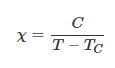 χ = C / (T − T_C)